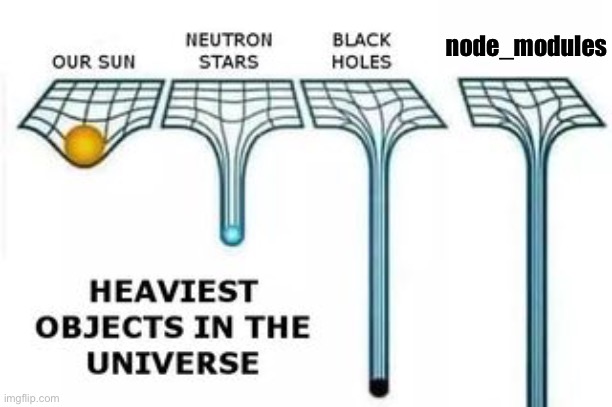 OUR SUN
NEUTRON
STARS
BLACK
HOLES
node_modules
HEAVIEST
OBJECTS IN THE
UNIVERSE
imgflip.com